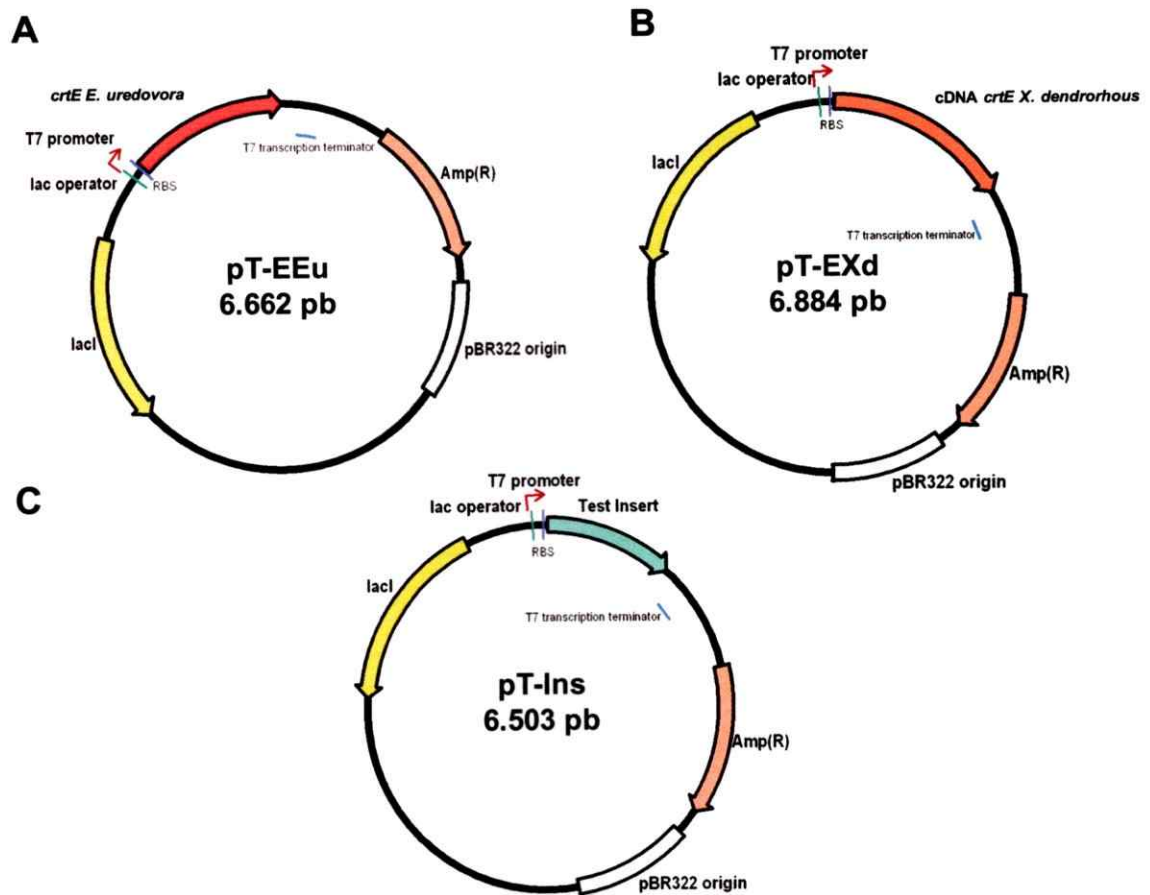 A
crtE E. uredovora
T7 promoter
lac operator
RBS
T7 transcription terminator
Amp(R)
lacI
pT-EEu
6.662 pb
pBR322 origin
B
T7 promoter
lac operator
RBS
cDNA crtE X. dendrorhous
lacI
T7 transcription terminator
pT-EXd
6.884 pb
Amp(R)
pBR322 origin
C
T7 promoter
lac operator
Test Insert
RBS
lacI
T7 transcription terminator
pT-Ins
6.503 pb
Amp(R)
pBR322 origin